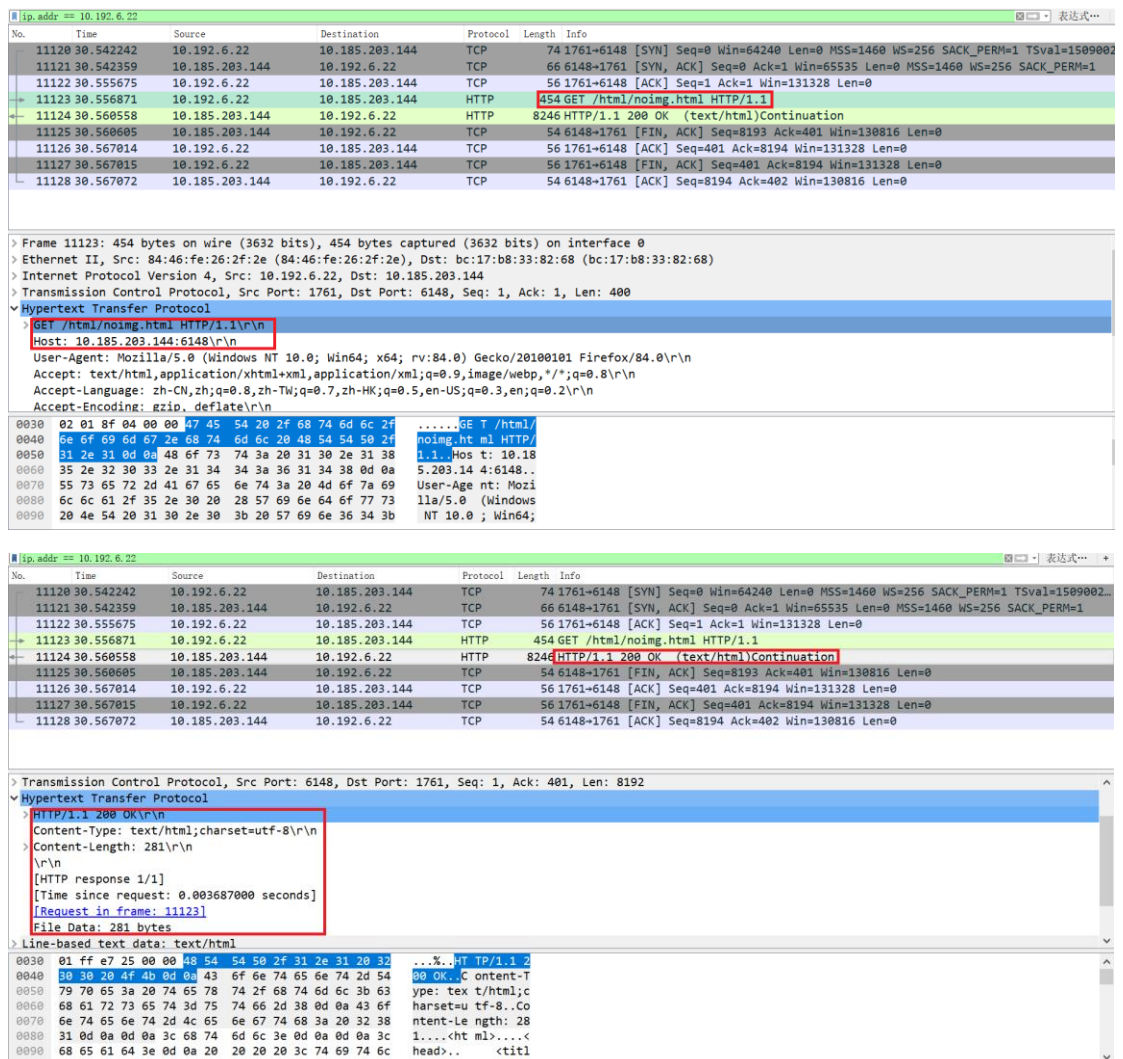 ip.addr == 10.192.6.22 表达式…
No. Time Source Destination Protocol Length Info
11120 30.542242 10.192.6.22 10.185.203.144 TCP 74 1761→6148 [SYN] Seq=0 Win=64240 Len=0 MSS=1460 WS=256 SACK_PERM=1 TSval=1509002
11121 30.542359 10.185.203.144 10.192.6.22 TCP 66 6148→1761 [SYN, ACK] Seq=0 Ack=1 Win=65535 Len=0 MSS=1460 WS=256 SACK_PERM=1
11122 30.555675 10.192.6.22 10.185.203.144 TCP 56 1761→6148 [ACK] Seq=1 Ack=1 Win=131328 Len=0
11123 30.556871 10.192.6.22 10.185.203.144 HTTP 454 GET /html/noimg.html HTTP/1.1
11124 30.560558 10.185.203.144 10.192.6.22 HTTP 8246 HTTP/1.1 200 OK (text/html)Continuation
11125 30.560605 10.185.203.144 10.192.6.22 TCP 54 6148→1761 [FIN, ACK] Seq=8193 Ack=401 Win=130816 Len=0
11126 30.567014 10.192.6.22 10.185.203.144 TCP 56 1761→6148 [ACK] Seq=401 Ack=8194 Win=131328 Len=0
11127 30.567015 10.192.6.22 10.185.203.144 TCP 56 1761→6148 [FIN, ACK] Seq=401 Ack=8194 Win=131328 Len=0
11128 30.567072 10.185.203.144 10.192.6.22 TCP 54 6148→1761 [ACK] Seq=8194 Ack=402 Win=130816 Len=0
Frame 11123: 454 bytes on wire (3632 bits), 454 bytes captured (3632 bits) on interface 0
Ethernet II, Src: 84:46:fe:26:2f:2e (84:46:fe:26:2f:2e), Dst: bc:17:b8:33:82:68 (bc:17:b8:33:82:68)
Internet Protocol Version 4, Src: 10.192.6.22, Dst: 10.185.203.144
Transmission Control Protocol, Src Port: 1761, Dst Port: 6148, Seq: 1, Ack: 1, Len: 400
Hypertext Transfer Protocol
GET /html/noimg.html HTTP/1.1\r\n
Host: 10.185.203.144:6148\r\n
User-Agent: Mozilla/5.0 (Windows NT 10.0; Win64; x64; rv:84.0) Gecko/20100101 Firefox/84.0\r\n
Accept: text/html,application/xhtml+xml,application/xml;q=0.9,image/webp,*/*;q=0.8\r\n
Accept-Language: zh-CN,zh;q=0.8,zh-TW;q=0.7,zh-HK;q=0.5,en-US;q=0.3,en;q=0.2\r\n
Accept-Encoding: gzip, deflate\r\n
0030 02 01 8f 04 00 00 47 45 54 20 2f 68 74 6d 6c 2f ......GE T /html/
0040 6e 6f 69 6d 67 2e 68 74 6d 6c 20 48 54 54 50 2f noimg.ht ml HTTP/
0050 31 2e 31 0d 0a 48 6f 73 74 3a 20 31 30 2e 31 38 1.1..Hos t: 10.18
0060 35 2e 32 30 33 2e 31 34 34 3a 36 31 34 38 0d 0a 5.203.14 4:6148..
0070 55 73 65 72 2d 41 67 65 6e 74 3a 20 4d 6f 7a 69 User-Age nt: Mozi
0080 6c 6c 61 2f 35 2e 30 20 28 57 69 6e 64 6f 77 73 lla/5.0 (Windows
0090 20 4e 54 20 31 30 2e 30 3b 20 57 69 6e 36 34 3b NT 10.0 ; Win64;
ip.addr == 10.192.6.22 表达式… +
No. Time Source Destination Protocol Length Info
11120 30.542242 10.192.6.22 10.185.203.144 TCP 74 1761→6148 [SYN] Seq=0 Win=64240 Len=0 MSS=1460 WS=256 SACK_PERM=1 TSval=1509002…
11121 30.542359 10.185.203.144 10.192.6.22 TCP 66 6148→1761 [SYN, ACK] Seq=0 Ack=1 Win=65535 Len=0 MSS=1460 WS=256 SACK_PERM=1
11122 30.555675 10.192.6.22 10.185.203.144 TCP 56 1761→6148 [ACK] Seq=1 Ack=1 Win=131328 Len=0
11123 30.556871 10.192.6.22 10.185.203.144 HTTP 454 GET /html/noimg.html HTTP/1.1
11124 30.560558 10.185.203.144 10.192.6.22 HTTP 8246 HTTP/1.1 200 OK (text/html)Continuation
11125 30.560605 10.185.203.144 10.192.6.22 TCP 54 6148→1761 [FIN, ACK] Seq=8193 Ack=401 Win=130816 Len=0
11126 30.567014 10.192.6.22 10.185.203.144 TCP 56 1761→6148 [ACK] Seq=401 Ack=8194 Win=131328 Len=0
11127 30.567015 10.192.6.22 10.185.203.144 TCP 56 1761→6148 [FIN, ACK] Seq=401 Ack=8194 Win=131328 Len=0
11128 30.567072 10.185.203.144 10.192.6.22 TCP 54 6148→1761 [ACK] Seq=8194 Ack=402 Win=130816 Len=0
Transmission Control Protocol, Src Port: 6148, Dst Port: 1761, Seq: 1, Ack: 401, Len: 8192
Hypertext Transfer Protocol
HTTP/1.1 200 OK\r\n
Content-Type: text/html;charset=utf-8\r\n
Content-Length: 281\r\n
\r\n
[HTTP response 1/1]
[Time since request: 0.003687000 seconds]
[Request in frame: 11123]
File Data: 281 bytes
Line-based text data: text/html
0030 01 ff e7 25 00 00 48 54 54 50 2f 31 2e 31 20 32 ...%..HT TP/1.1 2
0040 30 30 20 4f 4b 0d 0a 43 6f 6e 74 65 6e 74 2d 54 00 OK..C ontent-T
0050 79 70 65 3a 20 74 65 78 74 2f 68 74 6d 6c 3b 63 ype: tex t/html;c
0060 68 61 72 73 65 74 3d 75 74 66 2d 38 0d 0a 43 6f harset=u tf-8..Co
0070 6e 74 65 6e 74 2d 4c 65 6e 67 74 68 3a 20 32 38 ntent-Le ngth: 28
0080 31 0d 0a 0d 0a 3c 68 74 6d 6c 3e 0d 0a 0d 0a 3c 1....<ht ml>....<
0090 68 65 61 64 3e 0d 0a 20 20 20 20 3c 74 69 74 6c head>.. <titl